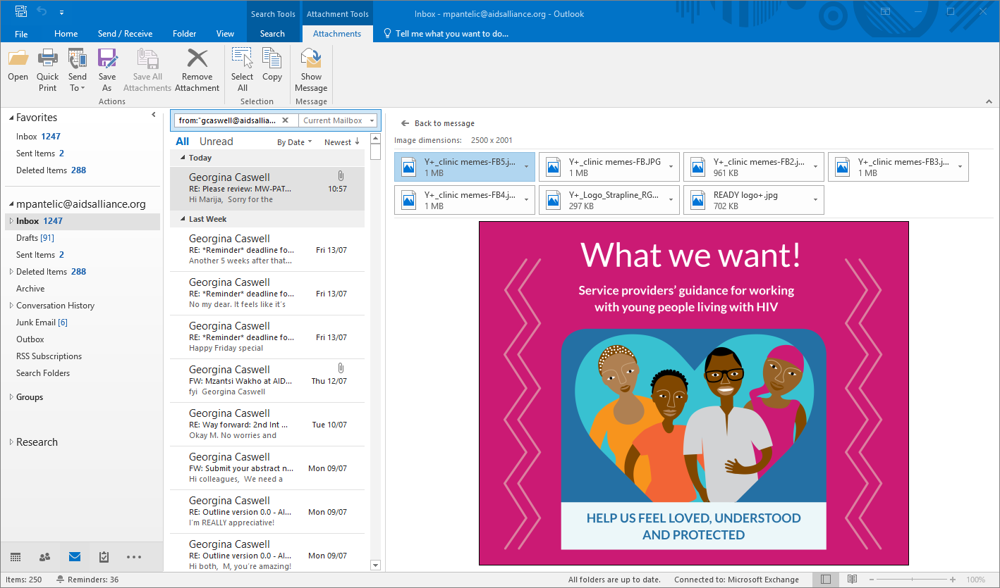 Search Tools
Attachment Tools
Inbox - mpantelic@aidsalliance.org - Outlook
File
Home
Send / Receive
Folder
View
Search
Attachments
Tell me what you want to do...
Open
Quick Print
Send To
Save As
Save All Attachments
Remove Attachment
Select All
Copy
Show Message
Actions
Selection
Message
Favorites
Inbox 1247
Sent Items 2
Deleted Items 288
mpantelic@aidsalliance.org
Inbox 1247
Drafts [91]
Sent Items 2
Deleted Items 288
Archive
Conversation History
Junk Email [6]
Outbox
RSS Subscriptions
Search Folders
Groups
Research
from:"gcaswell@aidsallia...
Current Mailbox
All Unread By Date Newest
Today
Georgina Caswell
RE: Please review: MW-PAT... 10:57
Hi Marija, Sorry for the
Last Week
Georgina Caswell
RE: *Reminder* deadline fo... Fri 13/07
Another 5 weeks after that...
Georgina Caswell
RE: *Reminder* deadline fo... Fri 13/07
No my dear. It feels like it's
Georgina Caswell
RE: *Reminder* deadline fo... Fri 13/07
Happy Friday special
Georgina Caswell
FW: Mzantsi Wakho at AID... Thu 12/07
fyi Georgina Caswell
Georgina Caswell
RE: Way forward: 2nd Int ... Tue 10/07
Okay M. No worries and
Georgina Caswell
FW: Submit your abstract n... Mon 09/07
Hi colleagues, We need a
Georgina Caswell
RE: Outline version 0.0 - AI... Mon 09/07
I'm REALLY appreciative!
Georgina Caswell
RE: Outline version 0.0 - AI... Mon 09/07
Hi both, M, you're amazing!
Back to message
Image dimensions: 2500 x 2001
Y+_clinic memes-FB5.j...
1 MB
Y+_clinic memes-FB.JPG
1 MB
Y+_clinic memes-FB2.j...
961 KB
Y+_clinic memes-FB3.j...
1 MB
Y+_clinic memes-FB4.j...
1 MB
Y+_Logo_Strapline_RG...
297 KB
READY logo+.jpg
702 KB
What we want!
Service providers' guidance for working
with young people living with HIV
HELP US FEEL LOVED, UNDERSTOOD
AND PROTECTED
Items: 250
Reminders: 36
All folders are up to date.
Connected to: Microsoft Exchange
100%